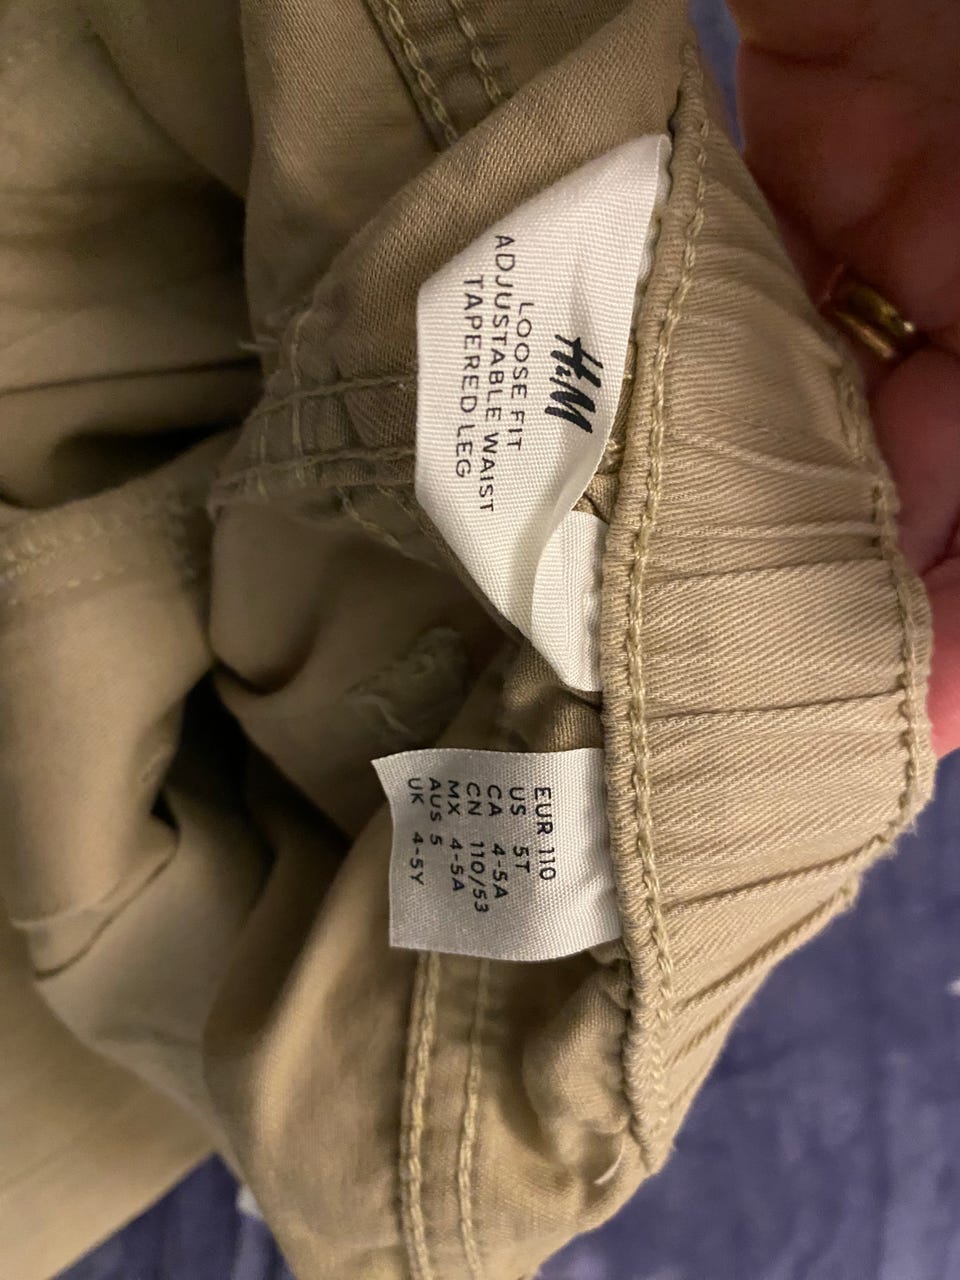 H&M
LOOSE FIT
ADJUSTABLE WAIST
TAPERED LEG
EUR 110
US 5T
CA 4-5A
CN 110/53
MX 4-5A
AUS 5
UK 4-5Y